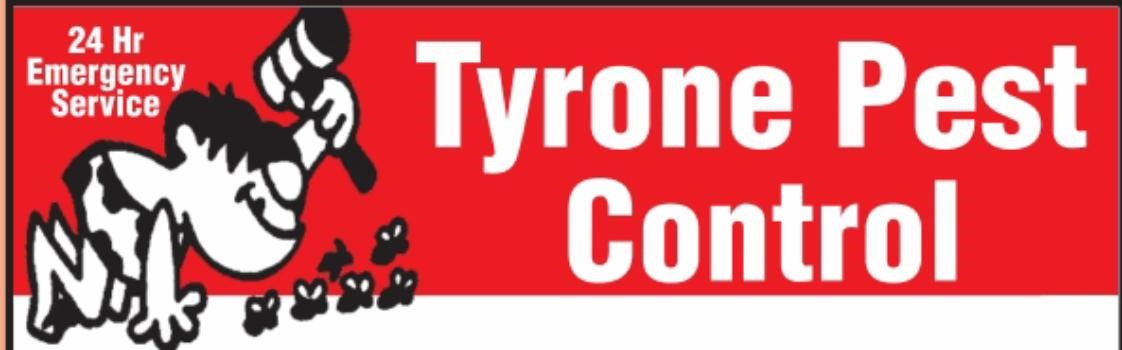 24 Hr
Emergency
Service
Tyrone Pest
Control